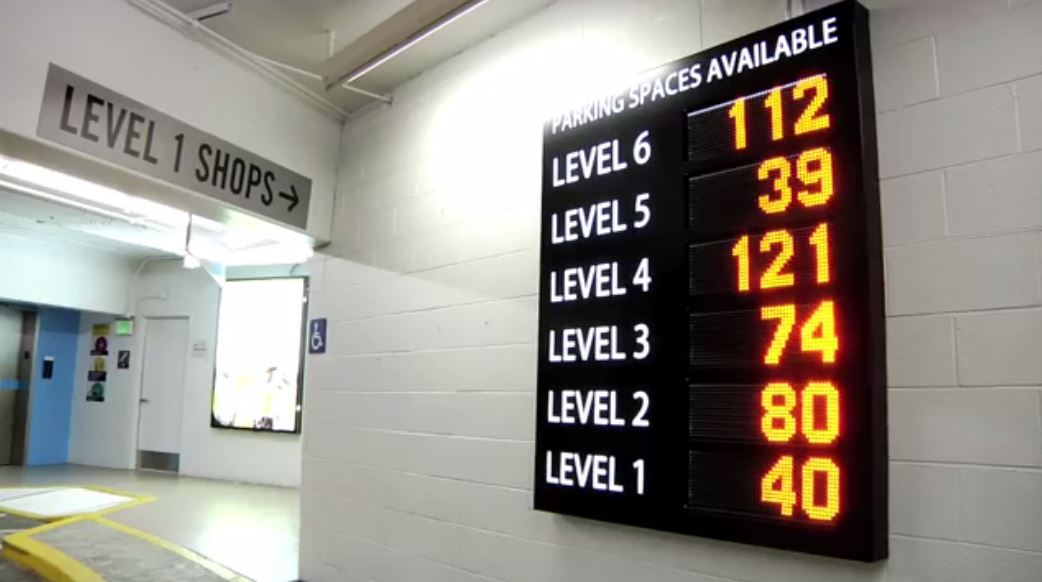 LEVEL 1 SHOPS→
PARKING SPACES AVAILABLE
LEVEL 6 112
LEVEL 5 39
LEVEL 4 121
LEVEL 3 74
LEVEL 2 80
LEVEL 1 40